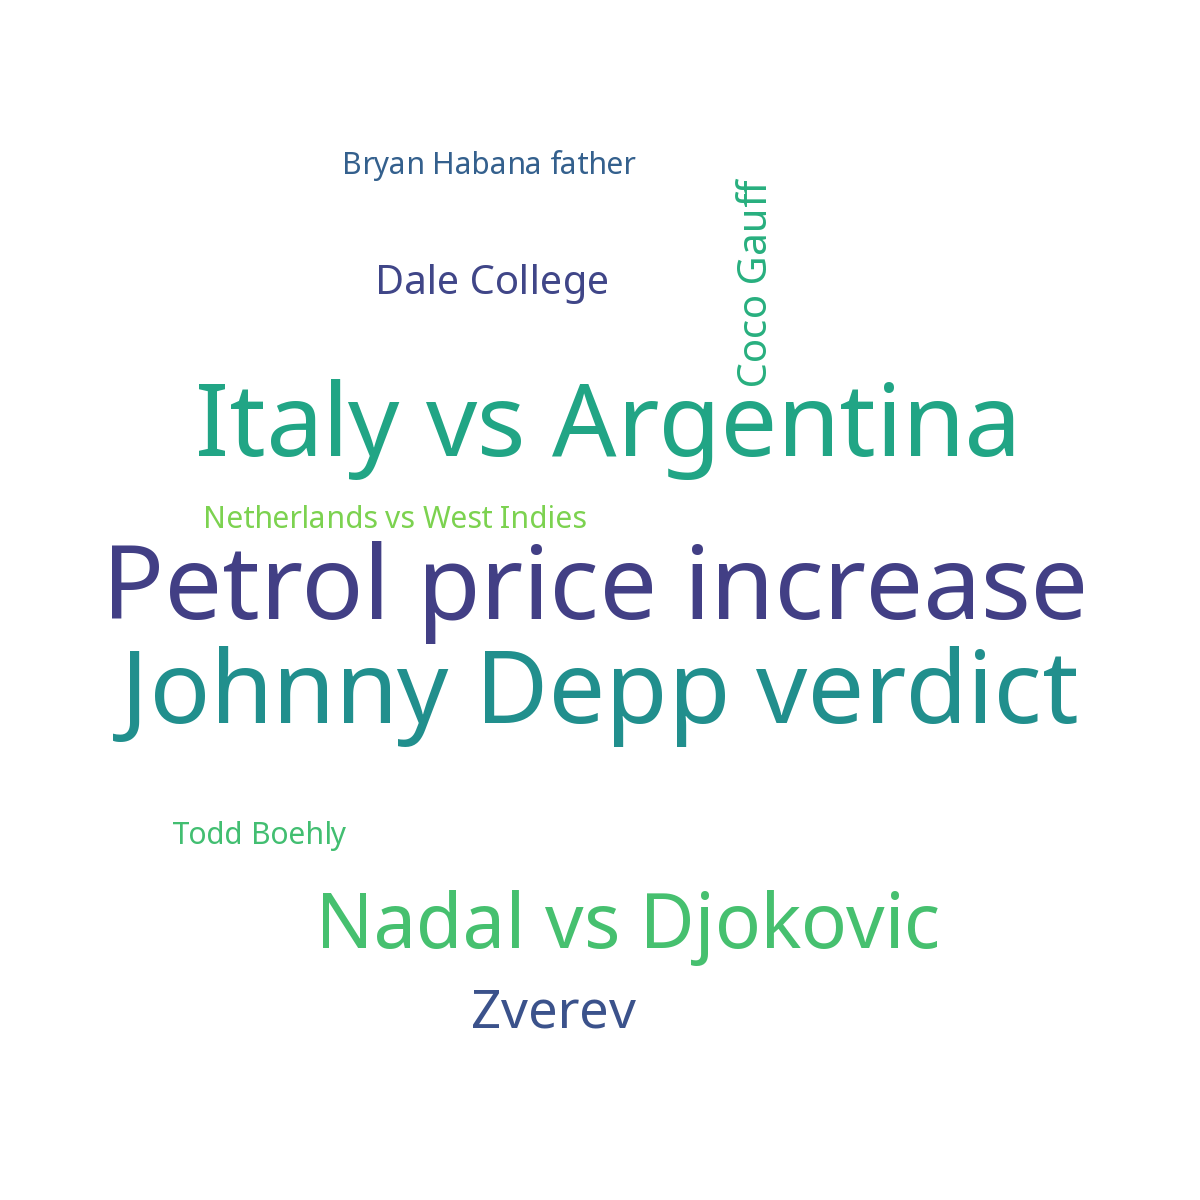 Bryan Habana father
Coco Gauff
Dale College
Italy vs Argentina
Netherlands vs West Indies
Petrol price increase
Johnny Depp verdict
Todd Boehly
Nadal vs Djokovic
Zverev